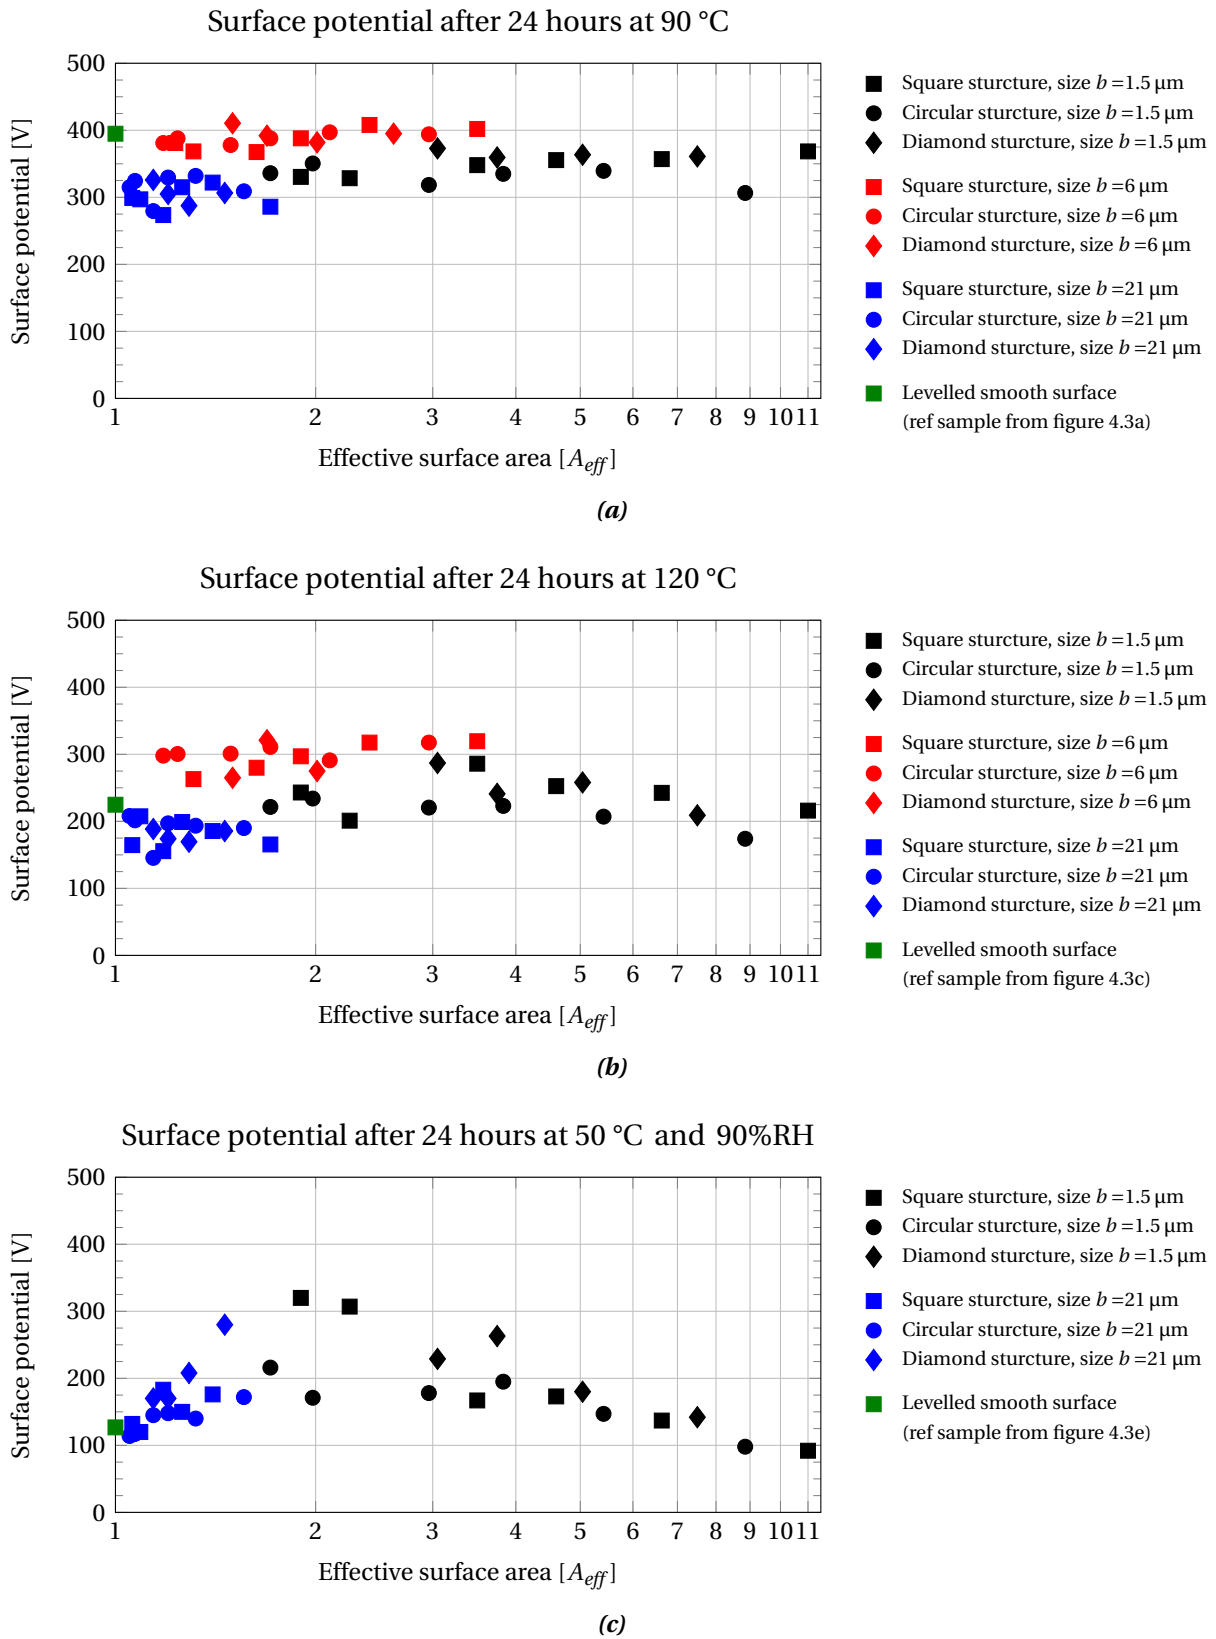 Surface potential after 24 hours at 90 °C
500
400
300
200
100
0
Surface potential [V]
1 2 3 4 5 6 7 8 9 10 11
Effective surface area [A_eff]
Square sturcture, size b=1.5 µm
Circular sturcture, size b=1.5 µm
Diamond sturcture, size b=1.5 µm
Square sturcture, size b=6 µm
Circular sturcture, size b=6 µm
Diamond sturcture, size b=6 µm
Square sturcture, size b=21 µm
Circular sturcture, size b=21 µm
Diamond sturcture, size b=21 µm
Levelled smooth surface
(ref sample from figure 4.3a)
(a)
Surface potential after 24 hours at 120 °C
500
400
300
200
100
0
Surface potential [V]
1 2 3 4 5 6 7 8 9 10 11
Effective surface area [A_eff]
Square sturcture, size b=1.5 µm
Circular sturcture, size b=1.5 µm
Diamond sturcture, size b=1.5 µm
Square sturcture, size b=6 µm
Circular sturcture, size b=6 µm
Diamond sturcture, size b=6 µm
Square sturcture, size b=21 µm
Circular sturcture, size b=21 µm
Diamond sturcture, size b=21 µm
Levelled smooth surface
(ref sample from figure 4.3c)
(b)
Surface potential after 24 hours at 50 °C and 90%RH
500
400
300
200
100
0
Surface potential [V]
1 2 3 4 5 6 7 8 9 10 11
Effective surface area [A_eff]
Square sturcture, size b=1.5 µm
Circular sturcture, size b=1.5 µm
Diamond sturcture, size b=1.5 µm
Square sturcture, size b=21 µm
Circular sturcture, size b=21 µm
Diamond sturcture, size b=21 µm
Levelled smooth surface
(ref sample from figure 4.3e)
(c)